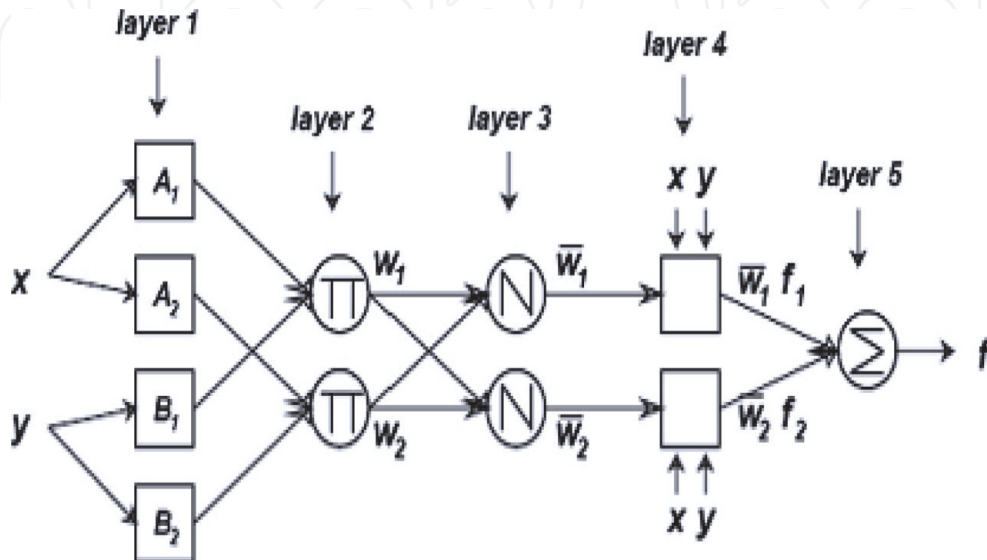 layer 1
layer 4
layer 2
layer 3
x y
layer 5
A₁
x
A₂
∏
w₁
N
w̅₁
w̅₁ f₁
∑
f
y
B₁
∏
w₂
N
w̅₂
w̅₂ f₂
B₂
x y